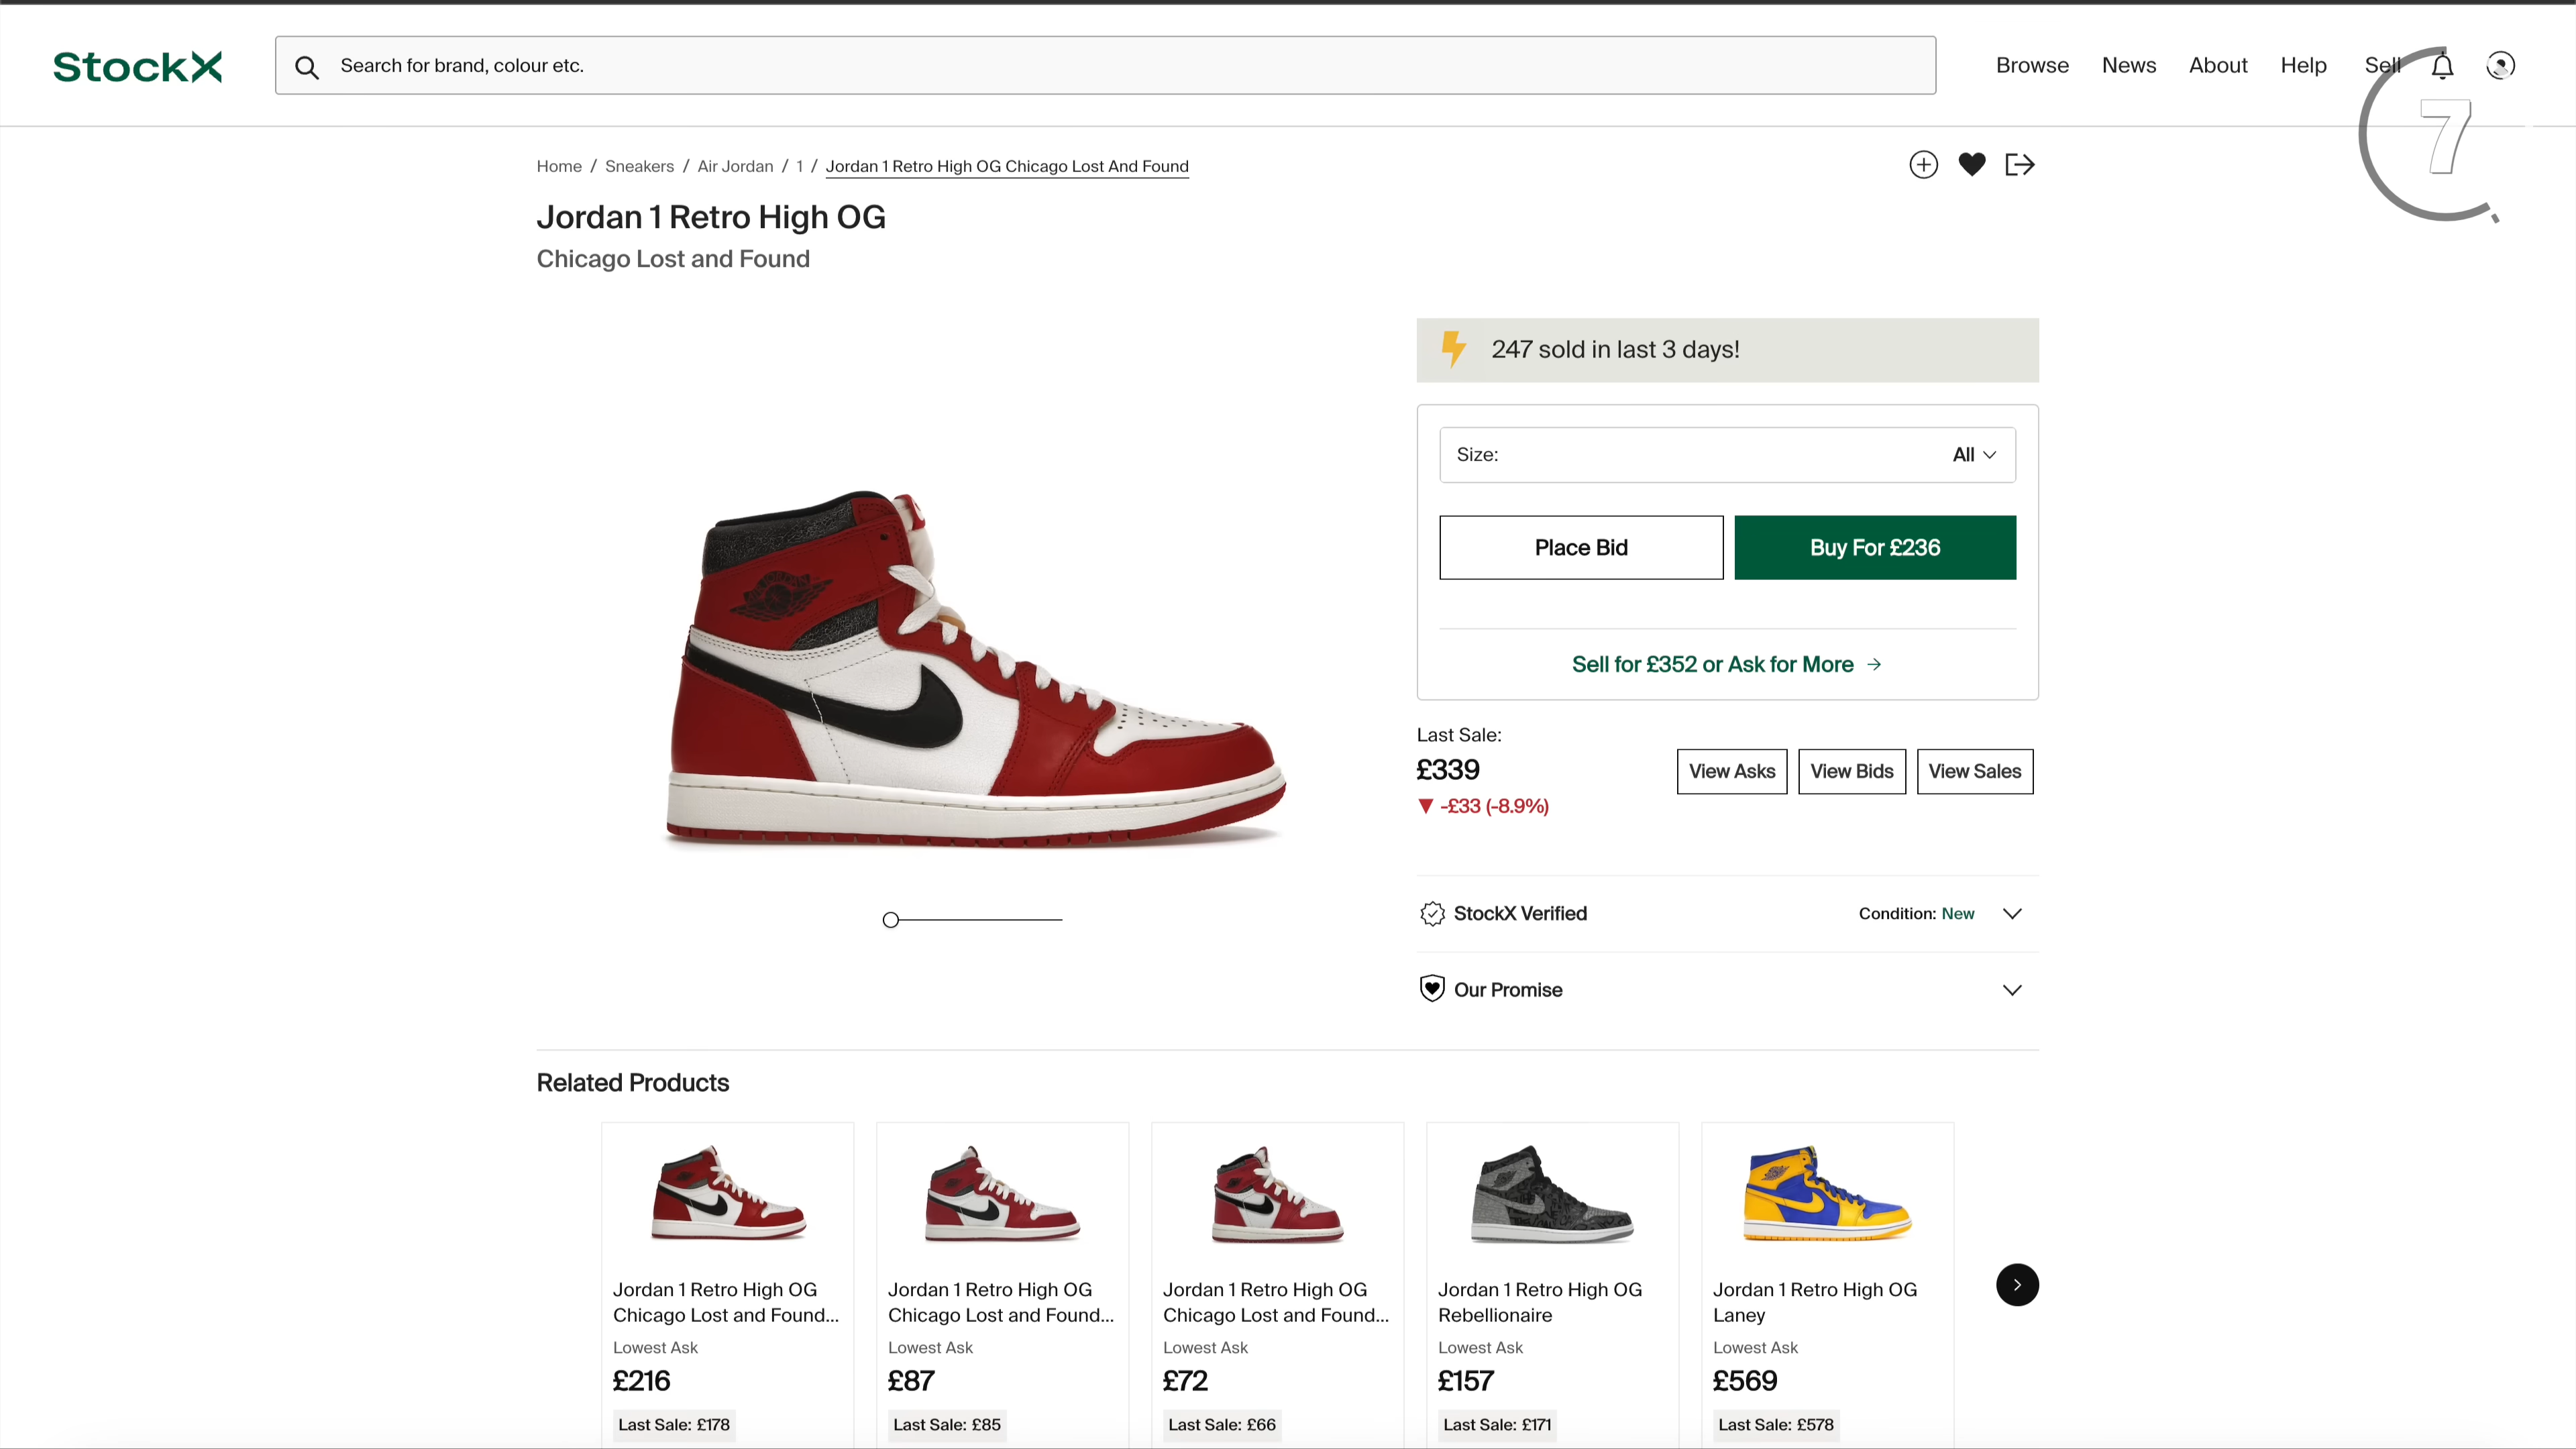 StockX
Search for brand, colour etc.
Browse News About Help Sell
7
Home / Sneakers / Air Jordan / 1 / Jordan 1 Retro High OG Chicago Lost And Found
Jordan 1 Retro High OG
Chicago Lost and Found
247 sold in last 3 days!
Size: All
Place Bid
Buy For £236
Sell for £352 or Ask for More →
Last Sale:
£339
▼ -£33 (-8.9%)
View Asks
View Bids
View Sales
StockX Verified
Condition: New
Our Promise
Related Products
Jordan 1 Retro High OG
Chicago Lost and Found...
Lowest Ask
£216
Last Sale: £178
Jordan 1 Retro High OG
Chicago Lost and Found...
Lowest Ask
£87
Last Sale: £85
Jordan 1 Retro High OG
Chicago Lost and Found...
Lowest Ask
£72
Last Sale: £66
Jordan 1 Retro High OG
Rebellionaire
Lowest Ask
£157
Last Sale: £171
Jordan 1 Retro High OG
Laney
Lowest Ask
£569
Last Sale: £578